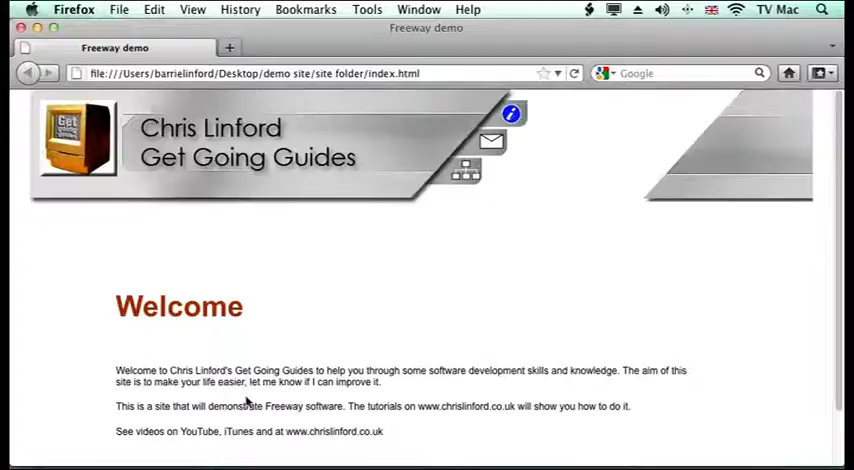 Firefox File Edit View History Bookmarks Tools Window Help TV Mac
Freeway demo
Freeway demo
file:///Users/barrielinford/Desktop/demo site/site folder/index.html
Google
Get going guides
Chris Linford
Get Going Guides
Welcome
Welcome to Chris Linford's Get Going Guides to help you through some software development skills and knowledge. The aim of this
site is to make your life easier, let me know if I can improve it.
This is a site that will demonstrate Freeway software. The tutorials on www.chrislinford.co.uk will show you how to do it.
See videos on YouTube, iTunes and at www.chrislinford.co.uk